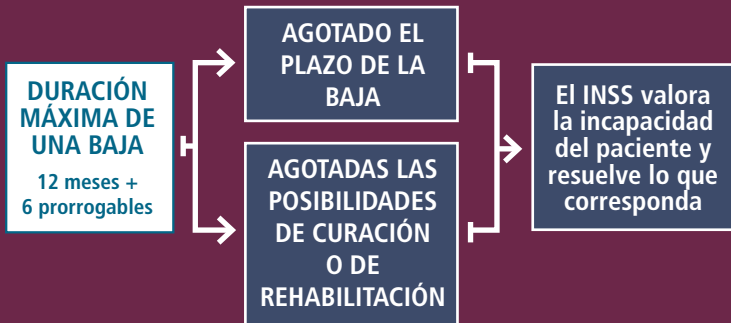 DURACIÓN
MÁXIMA DE
UNA BAJA
12 meses +
6 prorrogables
AGOTADO EL
PLAZO DE LA
BAJA
AGOTADAS LAS
POSIBILIDADES
DE CURACIÓN
O DE
REHABILITACIÓN
El INSS valora
la incapacidad
del paciente y
resuelve lo que
corresponda